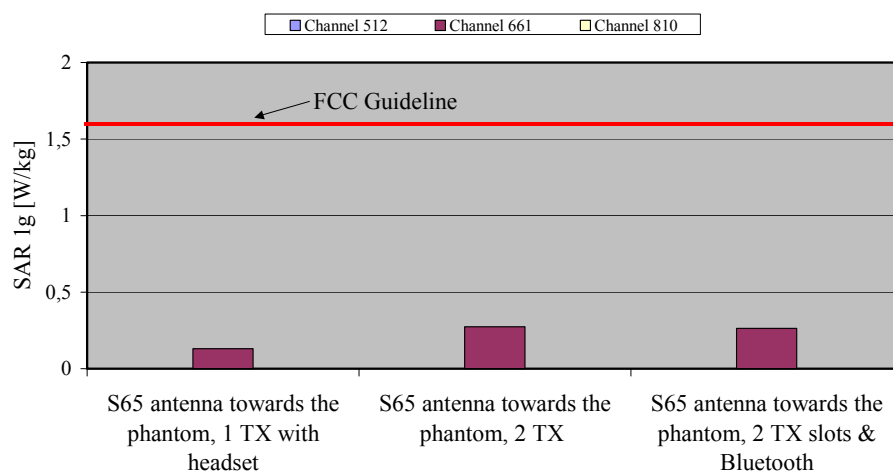 Channel 512 Channel 661 Channel 810
2
FCC Guideline
1,5
1
0,5
0
SAR 1g [W/kg]
S65 antenna towards the
phantom, 1 TX with
headset
S65 antenna towards the
phantom, 2 TX
S65 antenna towards the
phantom, 2 TX slots &
Bluetooth